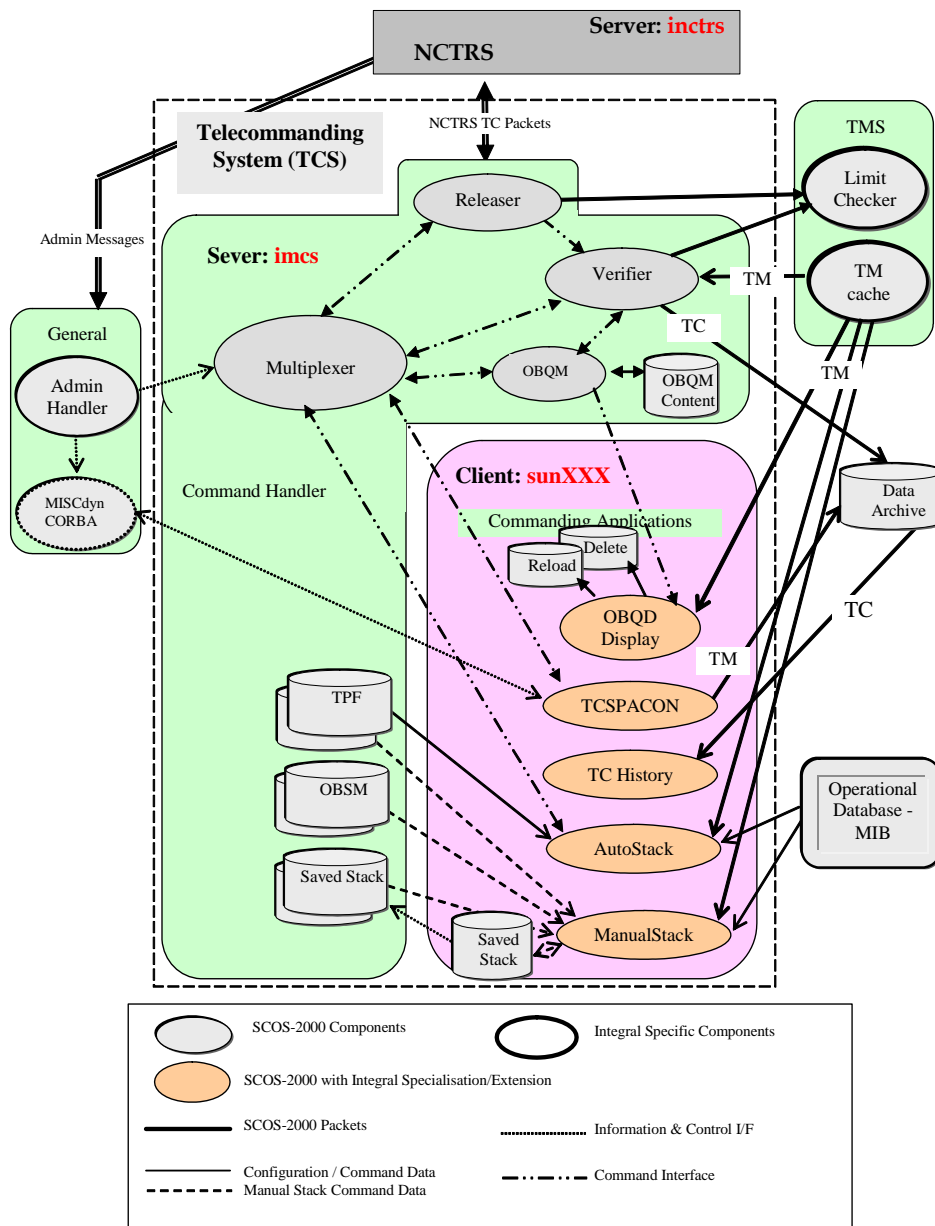 Server: inctrs
NCTRS
Telecommanding
System (TCS)
NCTRS TC Packets
TMS
Limit
Checker
Releaser
Admin Messages
Sever: imcs
Verifier
TM
TM
cache
TC
General
Multiplexer
OBQM
OBQM
Content
TM
Admin
Handler
Client: sunXXX
MISCdyn
CORBA
Command Handler
Data
Archive
Commanding Applications
Delete
Reload
OBQD
Display
TC
TM
TPF
TCSPACON
TC History
OBSM
Operational
Database -
MIB
AutoStack
Saved Stack
Saved
Stack
ManualStack
SCOS-2000 Components
Integral Specific Components
SCOS-2000 with Integral Specialisation/Extension
SCOS-2000 Packets
Information & Control I/F
Configuration / Command Data
Manual Stack Command Data
Command Interface